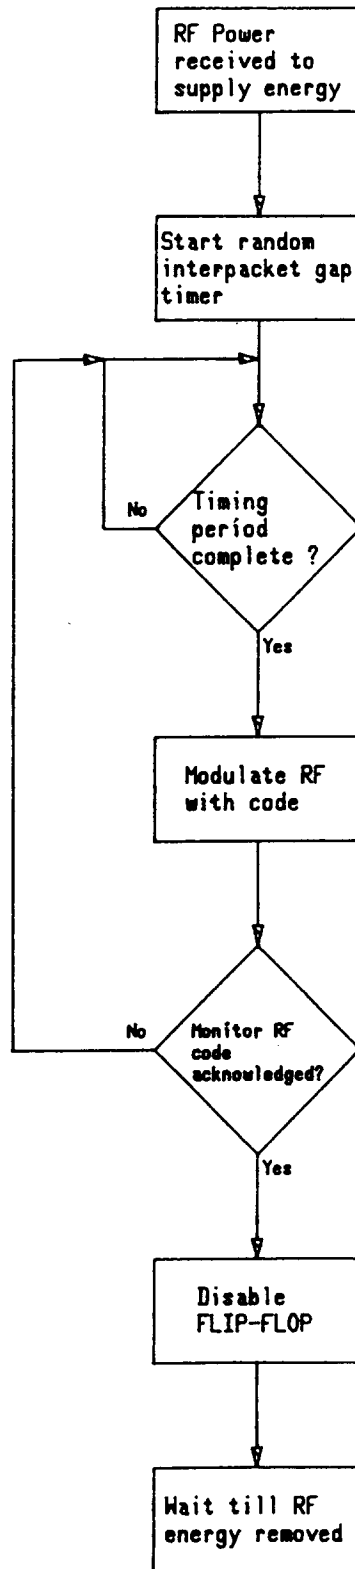 RF Power
received to
supply energy
Start random
interpacket gap
timer
No
Timing
period
complete ?
Yes
Modulate RF
with code
No
Monitor RF
code
acknowledged?
Yes
Disable
FLIP-FLOP
Wait till RF
energy removed